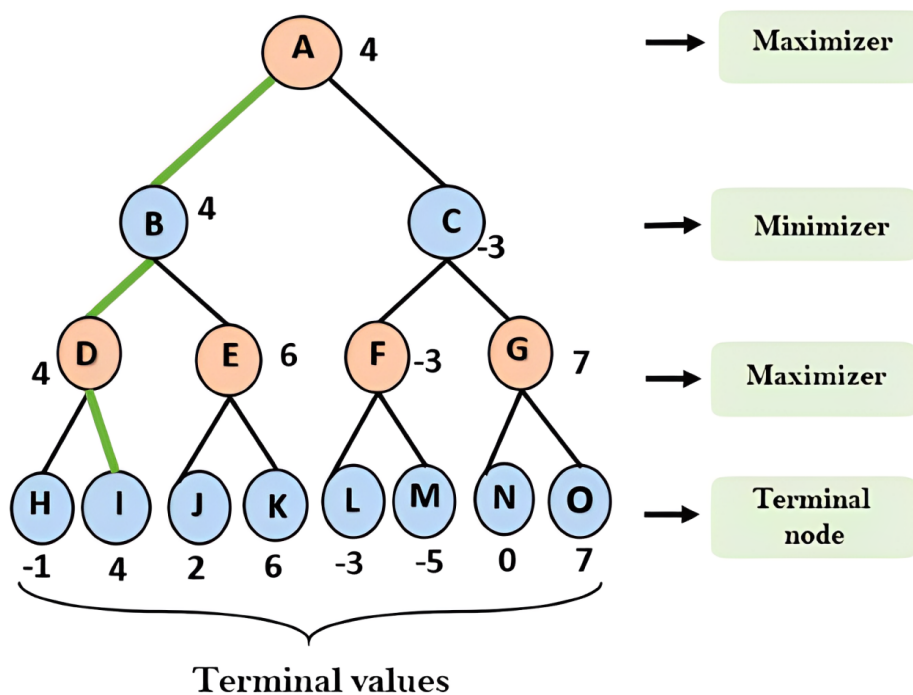 A 4 Maximizer
B 4 C -3 Minimizer
D 4 E 6 F -3 G 7 Maximizer
H I J K L M N O Terminal
node
-1 4 2 6 -3 -5 0 7
Terminal values